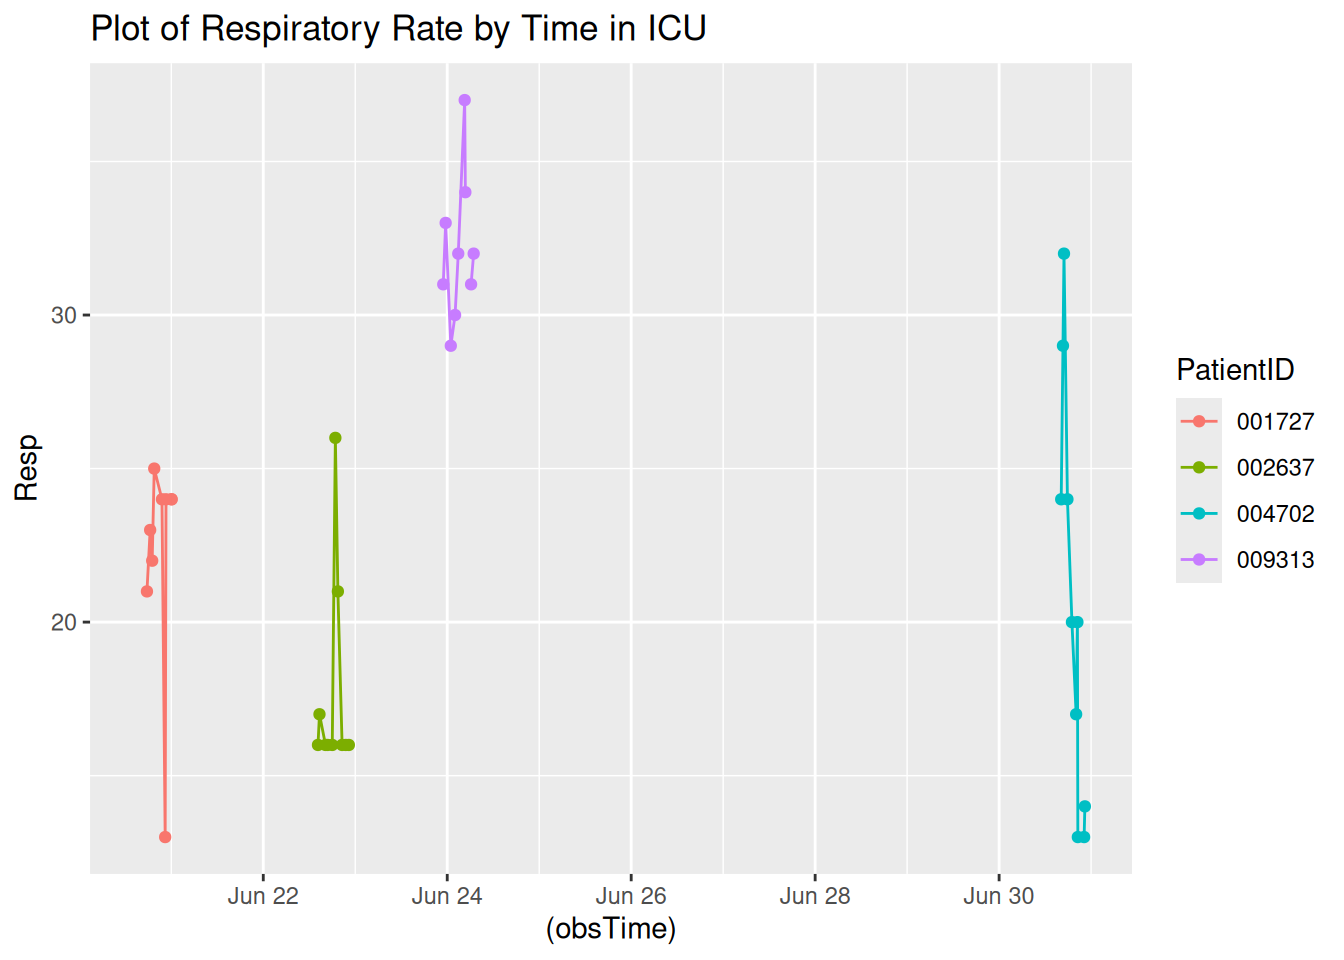 Plot of Respiratory Rate by Time in ICU
Resp
30
20
Jun 22
Jun 24
Jun 26
Jun 28
Jun 30
(obsTime)
PatientID
001727
002637
004702
009313